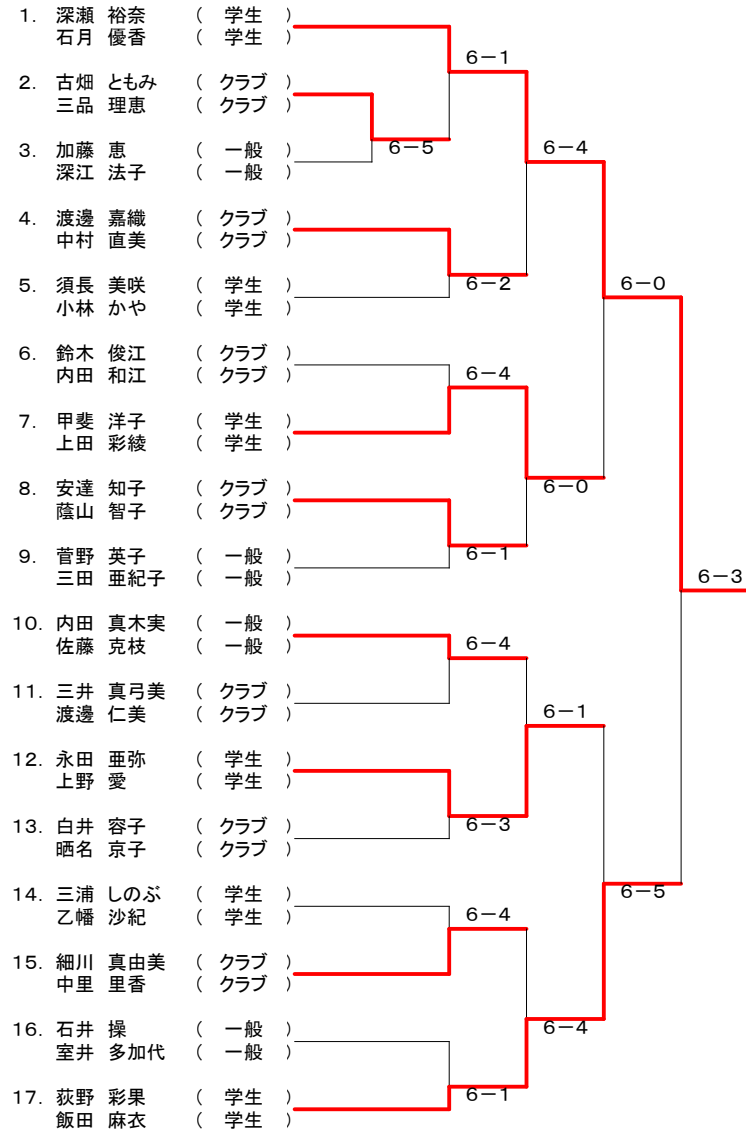 1. 深瀬 裕奈 ( 学生 )
石月 優香 ( 学生 )
6-1
2. 古畑 ともみ ( クラブ )
三品 理恵 ( クラブ )
6-5
6-4
3. 加藤 恵 ( 一般 )
深江 法子 ( 一般 )
4. 渡邊 嘉織 ( クラブ )
中村 直美 ( クラブ )
6-2
6-0
5. 須長 美咲 ( 学生 )
小林 かや ( 学生 )
6. 鈴木 俊江 ( クラブ )
内田 和江 ( クラブ )
6-4
7. 甲斐 洋子 ( 学生 )
上田 彩綾 ( 学生 )
6-0
8. 安達 知子 ( クラブ )
蔭山 智子 ( クラブ )
6-1
9. 菅野 英子 ( 一般 )
三田 亜紀子 ( 一般 )
6-3
10. 内田 真木実 ( 一般 )
佐藤 克枝 ( 一般 )
6-4
11. 三井 真弓美 ( クラブ )
渡邊 仁美 ( クラブ )
6-1
12. 永田 亜弥 ( 学生 )
上野 愛 ( 学生 )
6-3
13. 白井 容子 ( クラブ )
晒名 京子 ( クラブ )
14. 三浦 しのぶ ( 学生 )
乙幡 沙紀 ( 学生 )
6-5
6-4
15. 細川 真由美 ( クラブ )
中里 里香 ( クラブ )
6-4
16. 石井 操 ( 一般 )
室井 多加代 ( 一般 )
6-1
17. 荻野 彩果 ( 学生 )
飯田 麻衣 ( 学生 )